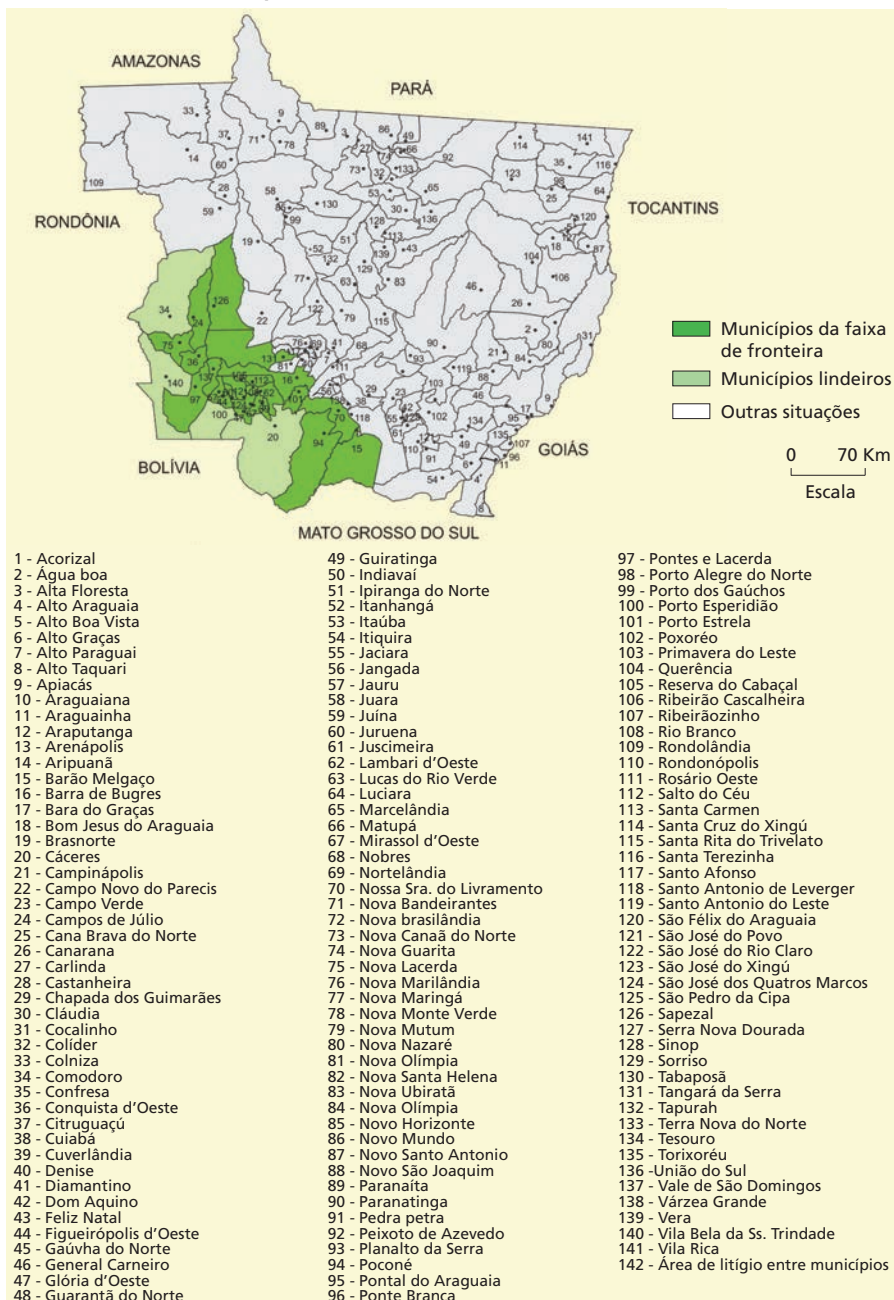 AMAZONAS
PARÁ
RONDÔNIA
TOCANTINS
BOLÍVIA
GOIÁS
MATO GROSSO DO SUL
Municípios da faixa
de fronteira
Municípios lindeiros
Outras situações
0 70 Km
Escala
1 - Acorizal
2 - Água boa
3 - Alta Floresta
4 - Alto Araguaia
5 - Alto Boa Vista
6 - Alto Graças
7 - Alto Paraguai
8 - Alto Taquari
9 - Apiacás
10 - Araguaiana
11 - Araguainha
12 - Araputanga
13 - Arenápolis
14 - Aripuanã
15 - Barão Melgaço
16 - Barra de Bugres
17 - Bara do Graças
18 - Bom Jesus do Araguaia
19 - Brasnorte
20 - Cáceres
21 - Campinápolis
22 - Campo Novo do Parecis
23 - Campo Verde
24 - Campos de Júlio
25 - Cana Brava do Norte
26 - Canarana
27 - Carlinda
28 - Castanheira
29 - Chapada dos Guimarães
30 - Cláudia
31 - Cocalinho
32 - Colíder
33 - Colniza
34 - Comodoro
35 - Confresa
36 - Conquista d'Oeste
37 - Citruguaçú
38 - Cuiabá
39 - Cuverlândia
40 - Denise
41 - Diamantino
42 - Dom Aquino
43 - Feliz Natal
44 - Figueirópolis d'Oeste
45 - Gaúvha do Norte
46 - General Carneiro
47 - Glória d'Oeste
48 - Guarantã do Norte
49 - Guiratinga
50 - Indiavaí
51 - Ipiranga do Norte
52 - Itanhangá
53 - Itaúba
54 - Itiquira
55 - Jaciara
56 - Jangada
57 - Jauru
58 - Juara
59 - Juína
60 - Juruena
61 - Juscimeira
62 - Lambari d'Oeste
63 - Lucas do Rio Verde
64 - Luciara
65 - Marcelândia
66 - Matupá
67 - Mirassol d'Oeste
68 - Nobres
69 - Nortelândia
70 - Nossa Sra. do Livramento
71 - Nova Bandeirantes
72 - Nova brasilândia
73 - Nova Canaã do Norte
74 - Nova Guarita
75 - Nova Lacerda
76 - Nova Marilândia
77 - Nova Maringá
78 - Nova Monte Verde
79 - Nova Mutum
80 - Nova Nazaré
81 - Nova Olímpia
82 - Nova Santa Helena
83 - Nova Ubiratã
84 - Nova Olímpia
85 - Novo Horizonte
86 - Novo Mundo
87 - Novo Santo Antonio
88 - Novo São Joaquim
89 - Paranaíta
90 - Paranatinga
91 - Pedra petra
92 - Peixoto de Azevedo
93 - Planalto da Serra
94 - Poconé
95 - Pontal do Araguaia
96 - Ponte Branca
97 - Pontes e Lacerda
98 - Porto Alegre do Norte
99 - Porto dos Gaúchos
100 - Porto Esperidião
101 - Porto Estrela
102 - Poxoréo
103 - Primavera do Leste
104 - Querência
105 - Reserva do Cabaçal
106 - Ribeirão Cascalheira
107 - Ribeirãozinho
108 - Rio Branco
109 - Rondolândia
110 - Rondonópolis
111 - Rosário Oeste
112 - Salto do Céu
113 - Santa Carmen
114 - Santa Cruz do Xingú
115 - Santa Rita do Trivelato
116 - Santa Terezinha
117 - Santo Afonso
118 - Santo Antonio de Leverger
119 - Santo Antonio do Leste
120 - São Félix do Araguaia
121 - São José do Povo
122 - São José do Rio Claro
123 - São José do Xingú
124 - São José dos Quatros Marcos
125 - São Pedro da Cipa
126 - Sapezal
127 - Serra Nova Dourada
128 - Sinop
129 - Sorriso
130 - Tabaposã
131 - Tangará da Serra
132 - Tapurah
133 - Terra Nova do Norte
134 - Tesouro
135 - Torixoréu
136 -União do Sul
137 - Vale de São Domingos
138 - Várzea Grande
139 - Vera
140 - Vila Bela da Ss. Trindade
141 - Vila Rica
142 - Área de litígio entre municípios